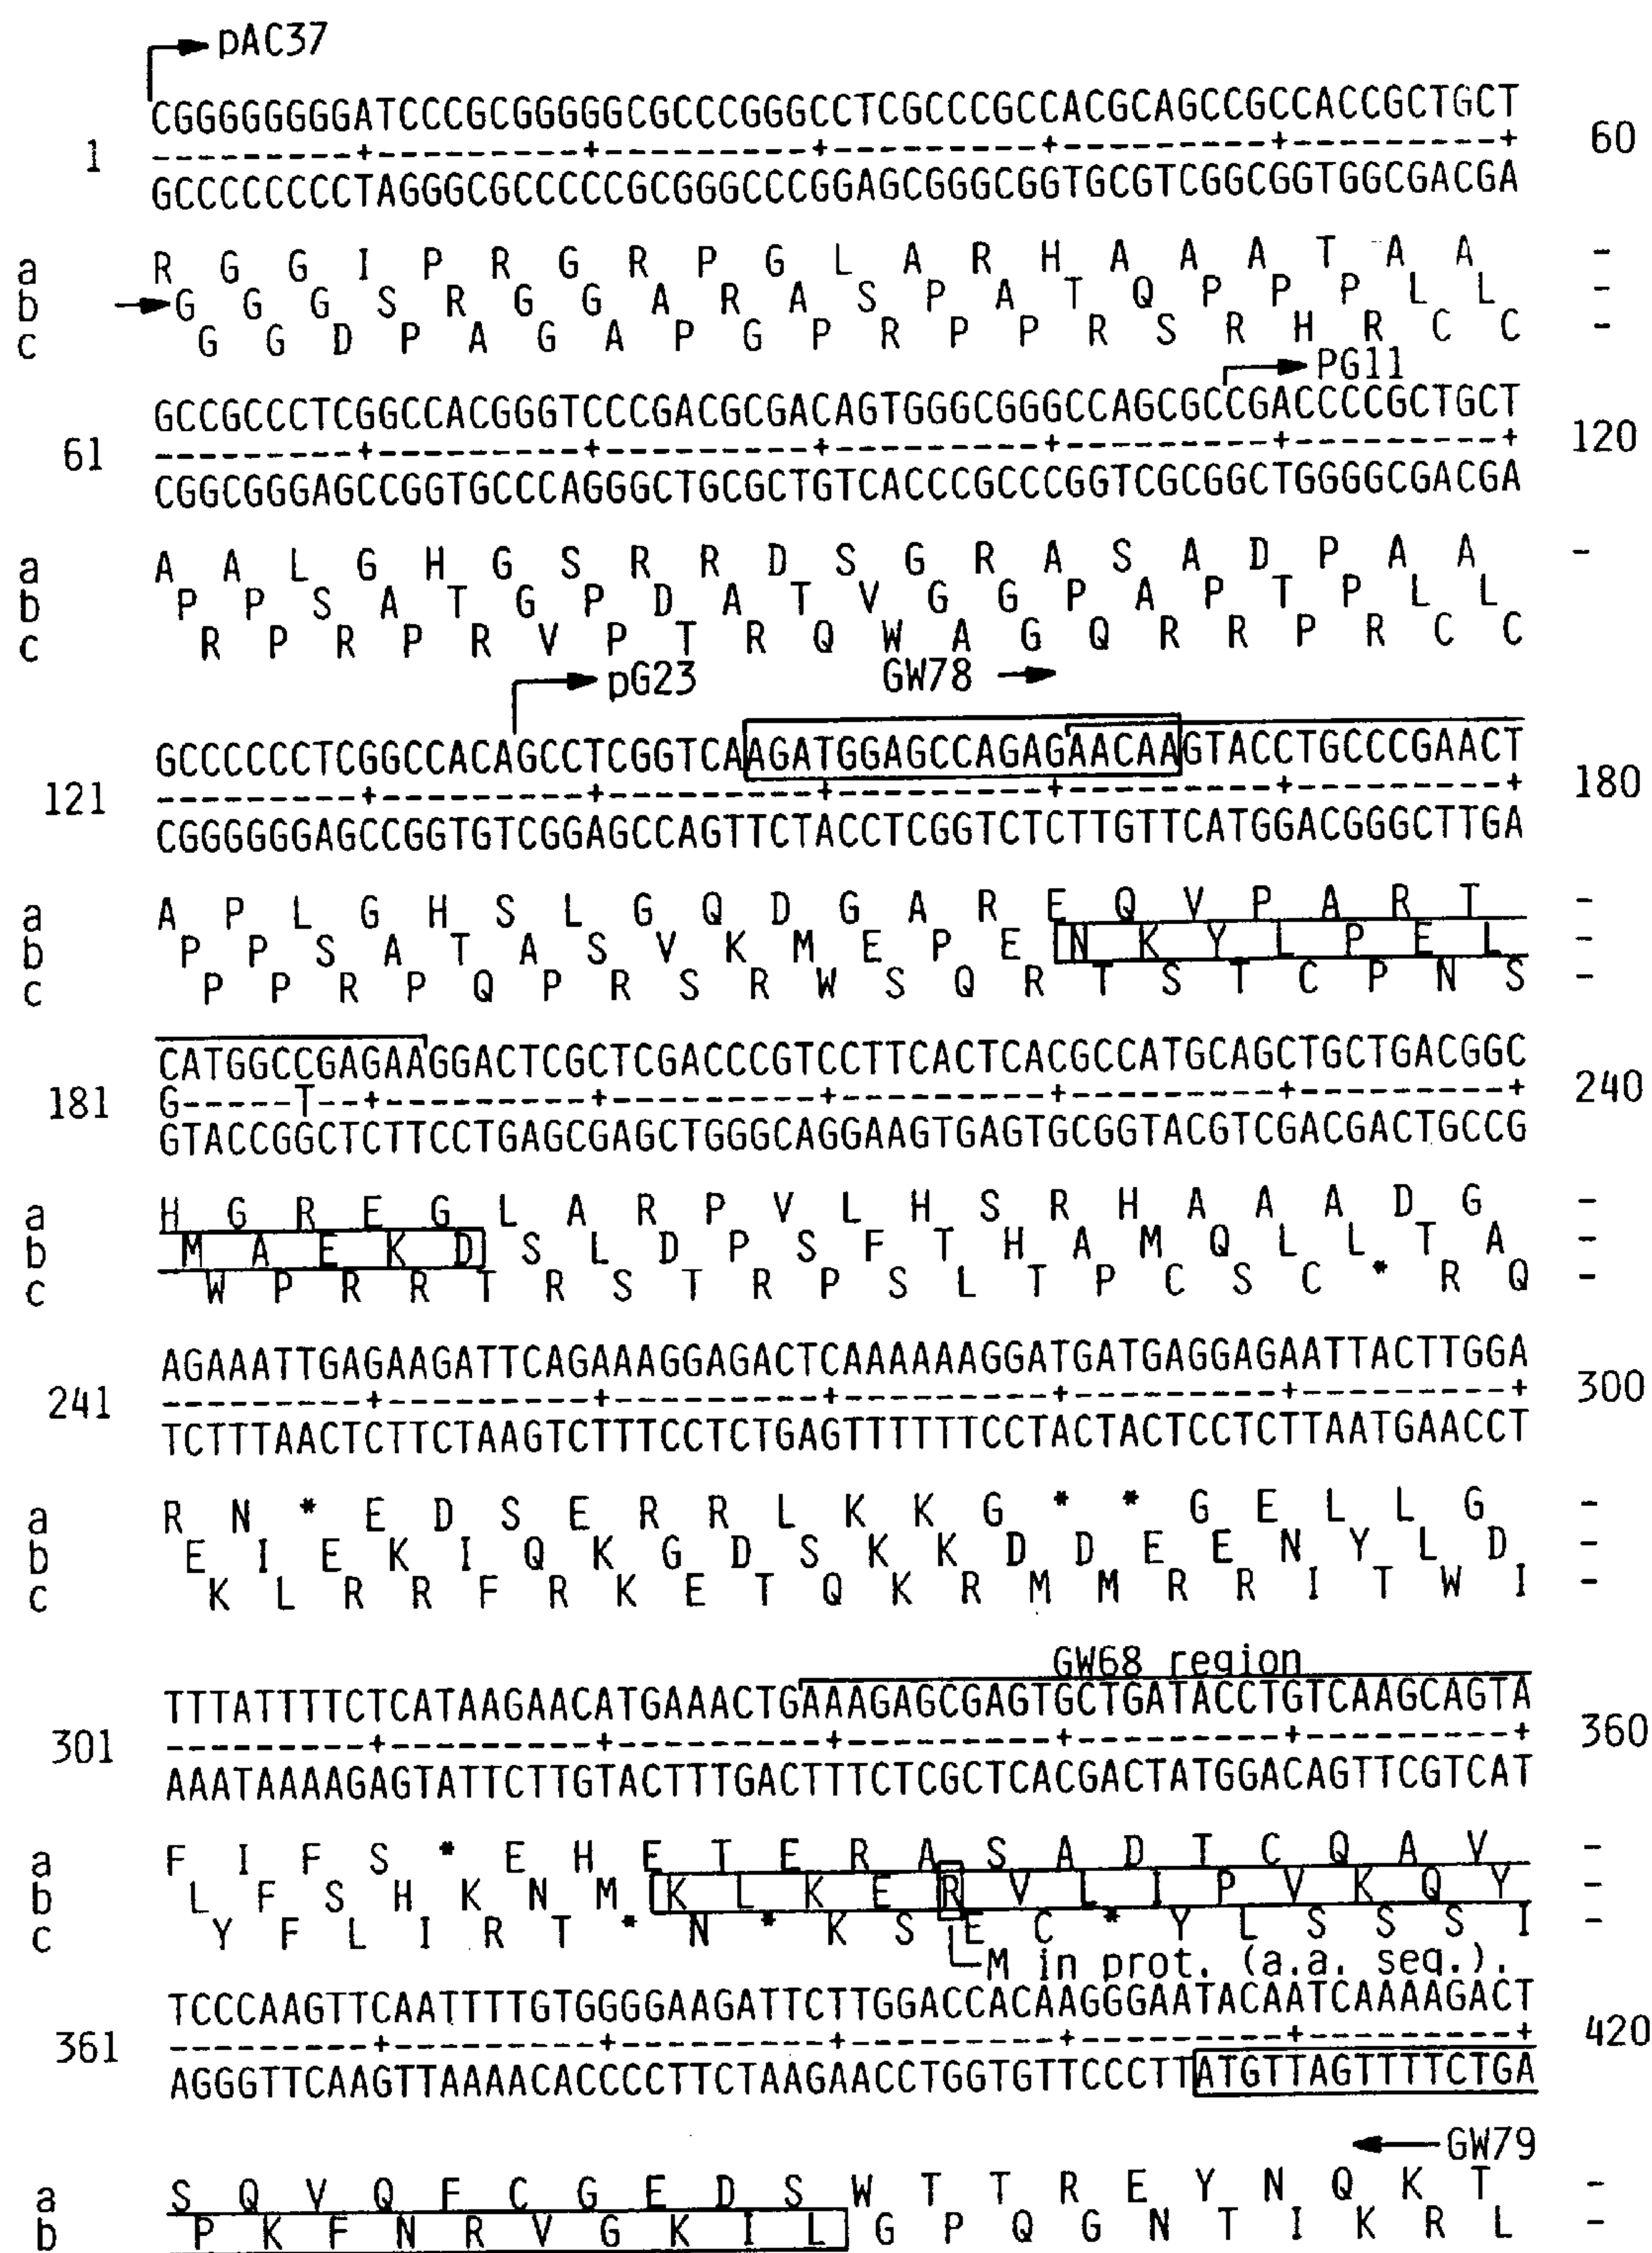 pAC37
CGGGGGGGGATCCCGCGGGGGCGCCCGGGCCTCGCCCGCCACGCAGCCGCCACCGCTGCT
1 ---------+---------+---------+---------+---------+---------+ 60
GCCCCCCCCTAGGGCGCCCCCGCGGGCCCGGAGCGGGCGGTGCGTCGGCGGTGGCGACGA
a R G G I P R G R P G L A R H A A A T A A -
b G G G S R G G A R A S P A T Q P P P L L -
c G G D P A G A P G P R P P R S R H R C C -
PG11
GCCGCCCTCGGCCACGGGTCCCGACGCGACAGTGGGCGGGCCAGCGCCGACCCCGCTGCT
61 ---------+---------+---------+---------+---------+---------+ 120
CGGCGGGAGCCGGTGCCCAGGGCTGCGCTGTCACCCGCCCGGTCGCGGCTGGGGCGACGA
a A A L G H G S R R D S G R A S A D P A A -
b P P S A T G P D A T V G G P A P T P L L
c R P R P R V P T R Q W A G Q R R P R C C
pG23 GW78
GCCCCCCTCGGCCACAGCCTCGGTCAAGATGGAGCCAGAGAACAAGTACCTGCCCGAACT
121 ---------+---------+---------+---------+---------+---------+ 180
CGGGGGGAGCCGGTGTCGGAGCCAGTTCTACCTCGGTCTCTTGTTCATGGACGGGCTTGA
a A P L G H S L G Q D G A R E Q V P A R T -
b P P S A T A S V K M E P E N K Y L P E L -
c P P R P Q P R S R W S Q R T S T C P N S -
CATGGCCGAGAAGGACTCGCTCGACCCGTCCTTCACTCACGCCATGCAGCTGCTGACGGC
181 G-----T--+---------+---------+---------+---------+---------+ 240
GTACCGGCTCTTCCTGAGCGAGCTGGGCAGGAAGTGAGTGCGGTACGTCGACGACTGCCG
a H G R E G L A R P V L H S R H A A A D G -
b M A E K D S L D P S F T H A M Q L L T A -
c W P R R T R S T R P S L T P C S C * R Q -
AGAAATTGAGAAGATTCAGAAAGGAGACTCAAAAAAGGATGATGAGGAGAATTACTTGGA
241 ---------+---------+---------+---------+---------+---------+ 300
TCTTTAACTCTTCTAAGTCTTTCCTCTGAGTTTTTTCCTACTACTCCTCTTAATGAACCT
a R N * E D S E R R L K K G * * G E L L G -
b E I E K I Q K G D S K K D D E E N Y L D -
c K L R R F R K E T Q K R M M R R I T W I -
GW68 region
TTTATTTTCTCATAAGAACATGAAACTGAAAGAGCGAGTGCTGATACCTGTCAAGCAGTA
301 ---------+---------+---------+---------+---------+---------+ 360
AAATAAAAGAGTATTCTTGTACTTTGACTTTCTCGCTCACGACTATGGACAGTTCGTCAT
a F I F S * E H E T E R A S A D T C Q A V -
b L F S H K N M K L K E R V L I P V K Q Y -
c Y F L I R T * N * K S E C * Y L S S S I -
M in prot. (a.a. seq.).
TCCCAAGTTCAATTTTGTGGGGAAGATTCTTGGACCACAAGGGAATACAATCAAAAGACT
361 ---------+---------+---------+---------+---------+---------+ 420
AGGGTTCAAGTTAAAACACCCCTTCTAAGAACCTGGTGTTCCCTTATGTTAGTTTTCTGA
GW79
a S Q V Q F C G E D S W T T R E Y N Q K T -
b P K F N R V G K I L G P Q G N T I K R L -